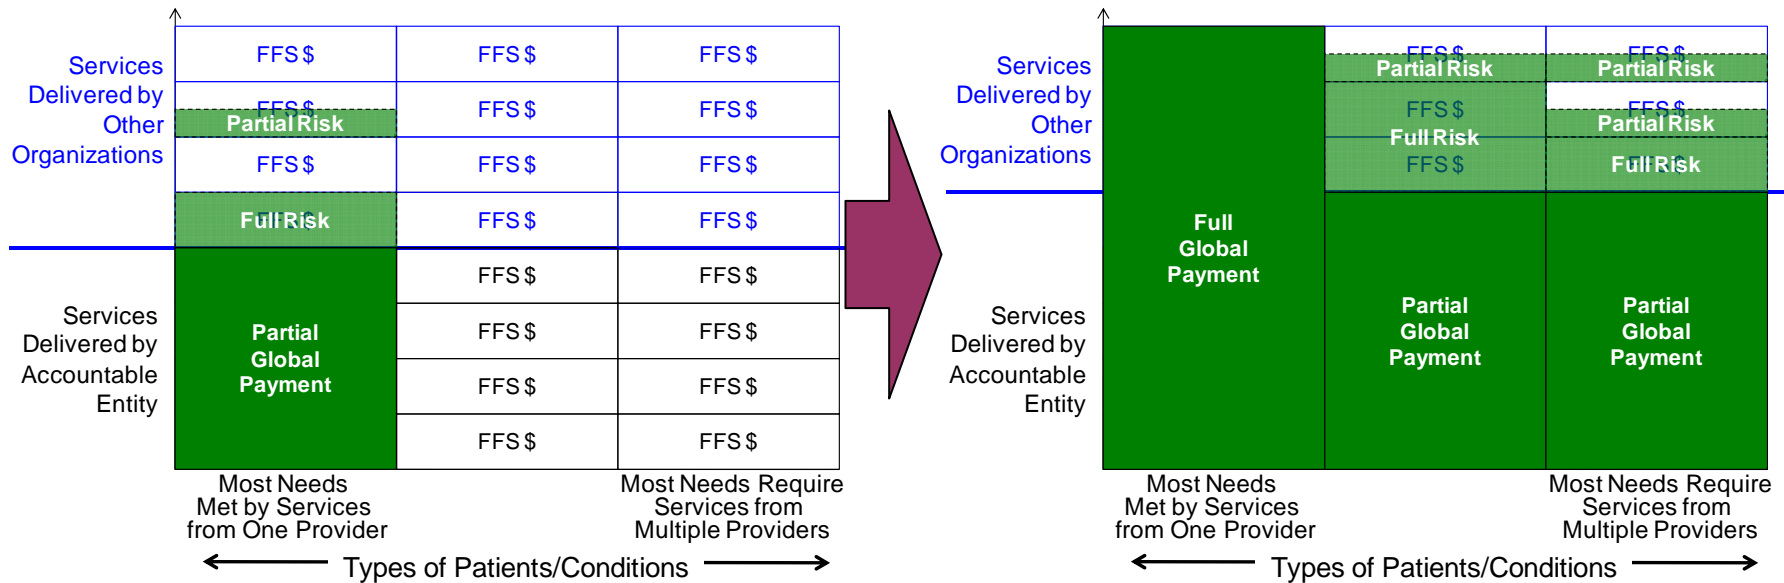 FFS $ FFS $ FFS $
Services
Delivered by
Other
Organizations
FFS $ FFS $ FFS $
Partial Risk
FFS $ FFS $ FFS $
FFS $ FFS $ FFS $
Full Risk
Services
Delivered by
Accountable
Entity
Partial
Global
Payment
FFS $ FFS $
FFS $ FFS $
FFS $ FFS $
FFS $ FFS $
Most Needs
Met by Services
from One Provider
Most Needs Require
Services from
Multiple Providers
Types of Patients/Conditions
Services
Delivered by
Other
Organizations
Full
Global
Payment
FFS $ FFS $
Partial Risk Partial Risk
FFS $ FFS $
Full Risk Partial Risk
FFS $ FFS $
Full Risk
Services
Delivered by
Accountable
Entity
Partial
Global
Payment
Partial
Global
Payment
Most Needs
Met by Services
from One Provider
Most Needs Require
Services from
Multiple Providers
Types of Patients/Conditions